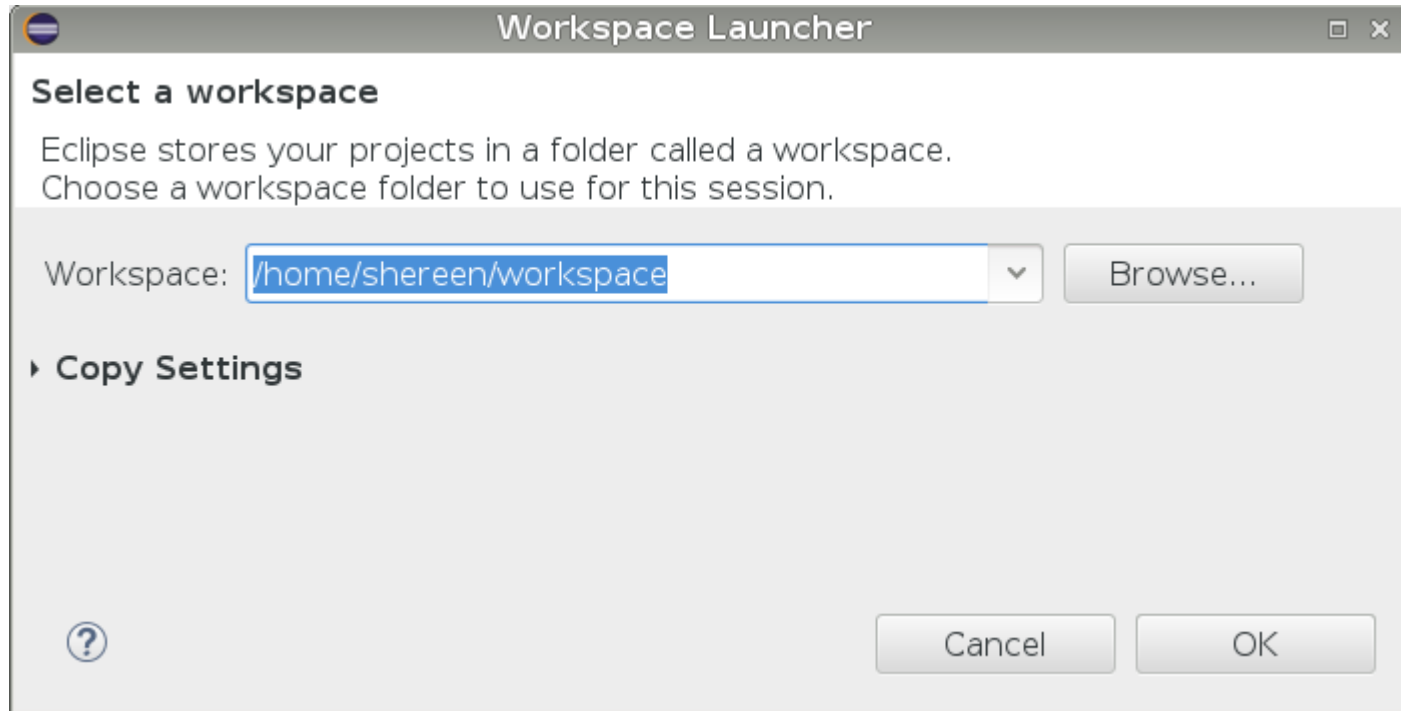 Workspace Launcher
Select a workspace
Eclipse stores your projects in a folder called a workspace.
Choose a workspace folder to use for this session.
Workspace: /home/shereen/workspace Browse...
Copy Settings
? Cancel OK